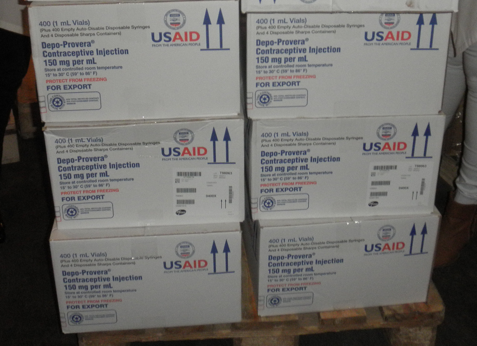 400 (1 mL Vials)
(Plus 400 Empty Auto-Disable Disposable Syringes
And 4 Disposable Sharps Containers)
Depo-Provera®
Contraceptive Injection
150 mg per mL
Store at controlled room temperature
15° to 30° C (59° to 86° F)
PROTECT FROM FREEZING
FOR EXPORT
USAID
FROM THE AMERICAN PEOPLE
400 (1 mL Vials)
(Plus 400 Empty Auto-Disable Disposable Syringes
And 4 Disposable Sharps Containers)
Depo-Provera®
Contraceptive Injection
150 mg per mL
Store at controlled room temperature
15° to 30° C (59° to 86° F)
PROTECT FROM FREEZING
FOR EXPORT
USAID
FROM THE AMERICAN PEOPLE
400 (1 mL Vials)
(Plus 400 Empty Auto-Disable Disposable Syringes
And 4 Disposable Sharps Containers)
Depo-Provera®
Contraceptive Injection
150 mg per mL
Store at controlled room temperature
15° to 30° C (59° to 86° F)
PROTECT FROM FREEZING
FOR EXPORT
USAID
FROM THE AMERICAN PEOPLE
Pfizer
400 (1 mL Vials)
(Plus 400 Empty Auto-Disable Disposable Syringes
And 4 Disposable Sharps Containers)
Depo-Provera®
Contraceptive Injection
150 mg per mL
Store at controlled room temperature
15° to 30° C (59° to 86° F)
PROTECT FROM FREEZING
FOR EXPORT
USAID
FROM THE AMERICAN PEOPLE
Pfizer
400 (1 mL Vials)
(Plus 400 Empty Auto-Disable Disposable Syringes
And 4 Disposable Sharps Containers)
Depo-Provera®
Contraceptive Injection
150 mg per mL
Store at controlled room temperature
15° to 30° C (59° to 86° F)
PROTECT FROM FREEZING
FOR EXPORT
USAID
FROM THE AMERICAN PEOPLE
400 (1 mL Vials)
(Plus 400 Empty Auto-Disable Disposable Syringes
And 4 Disposable Sharps Containers)
Depo-Provera®
Contraceptive Injection
150 mg per mL
Store at controlled room temperature
15° to 30° C (59° to 86° F)
PROTECT FROM FREEZING
FOR EXPORT
USAID
FROM THE AMERICAN PEOPLE